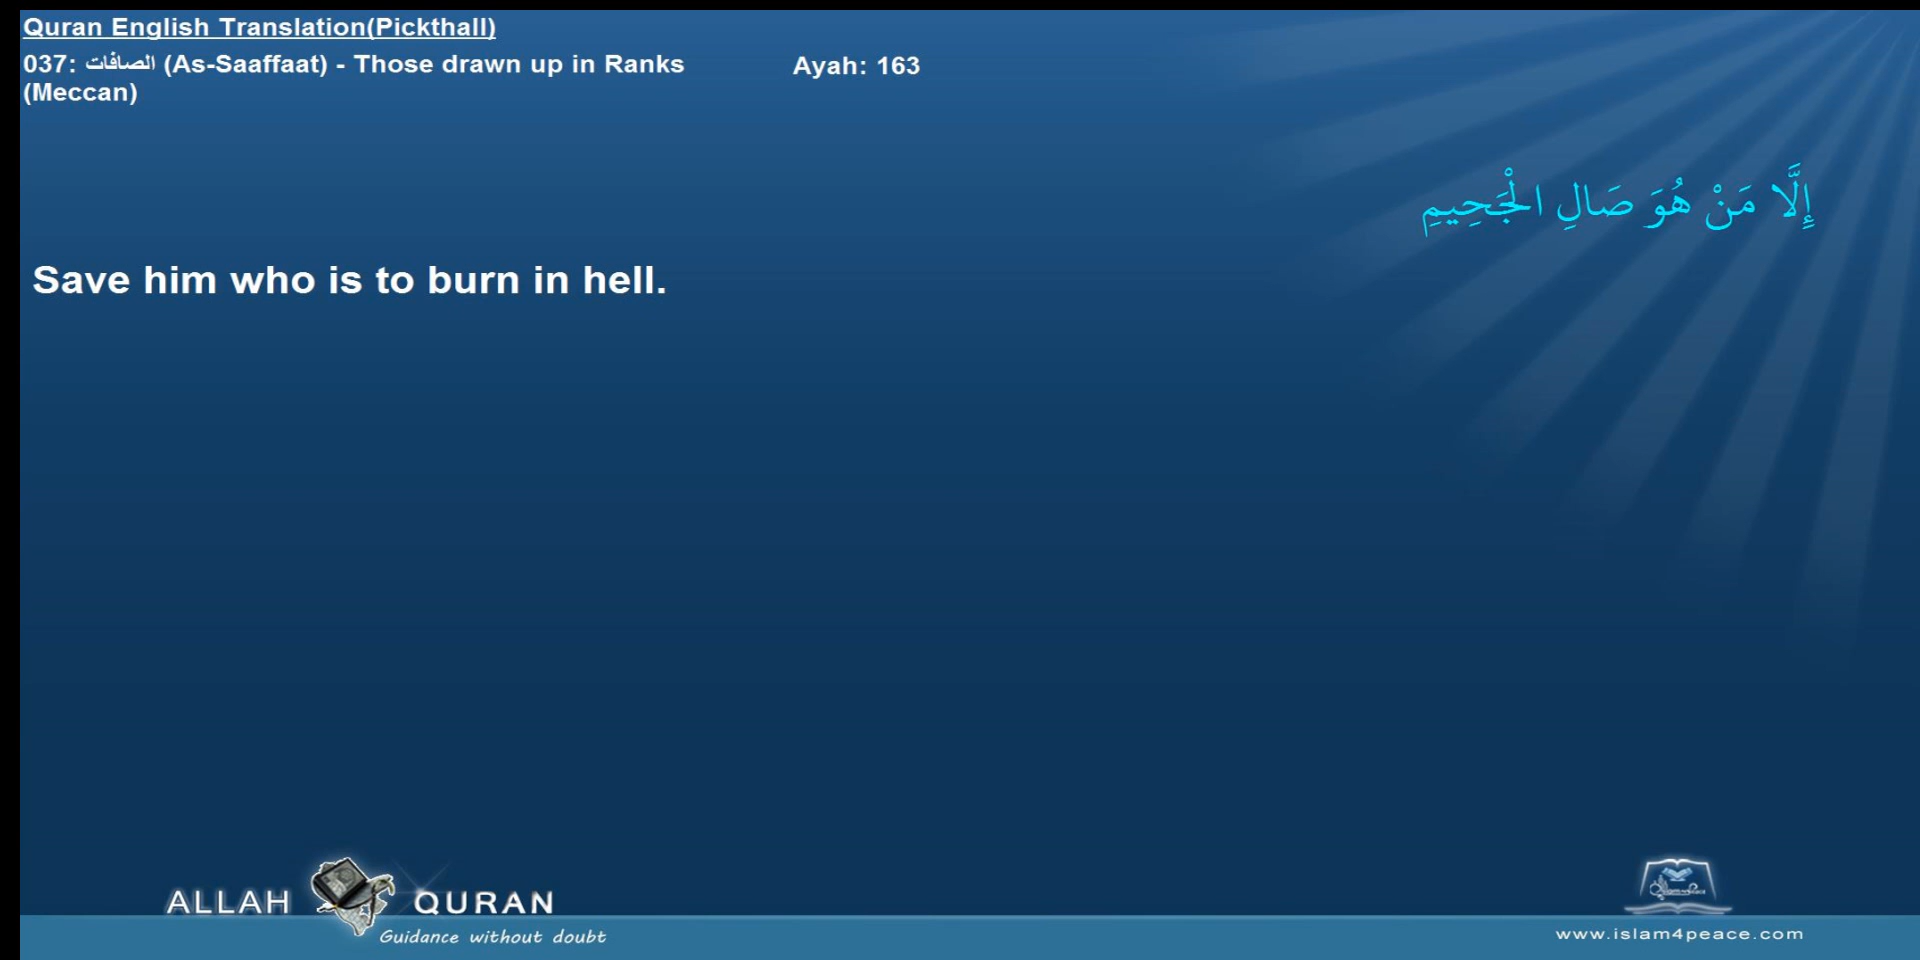 Quran English Translation(Pickthall)
037: الصافات (As-Saaffaat) - Those drawn up in Ranks
(Meccan)
Ayah: 163
إِلَّا مَنْ هُوَ صَالِ الْجَحِيمِ
Save him who is to burn in hell.
ALLAH QURAN
Guidance without doubt
www.islam4peace.com